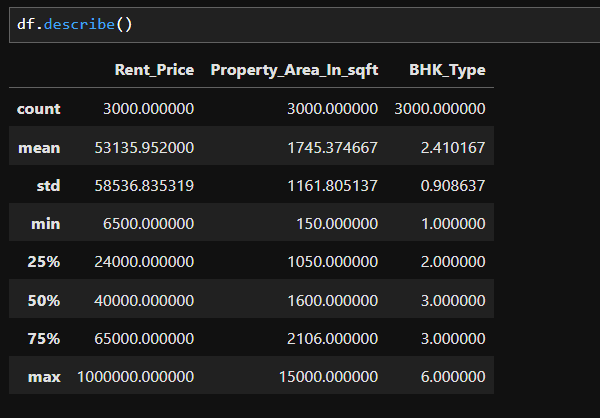 df.describe()
Rent_Price Property_Area_In_sqft BHK_Type
count 3000.000000 3000.000000 3000.000000
mean 53135.952000 1745.374667 2.410167
std 58536.835319 1161.805137 0.908637
min 6500.000000 150.000000 1.000000
25% 24000.000000 1050.000000 2.000000
50% 40000.000000 1600.000000 3.000000
75% 65000.000000 2106.000000 3.000000
max 1000000.000000 15000.000000 6.000000